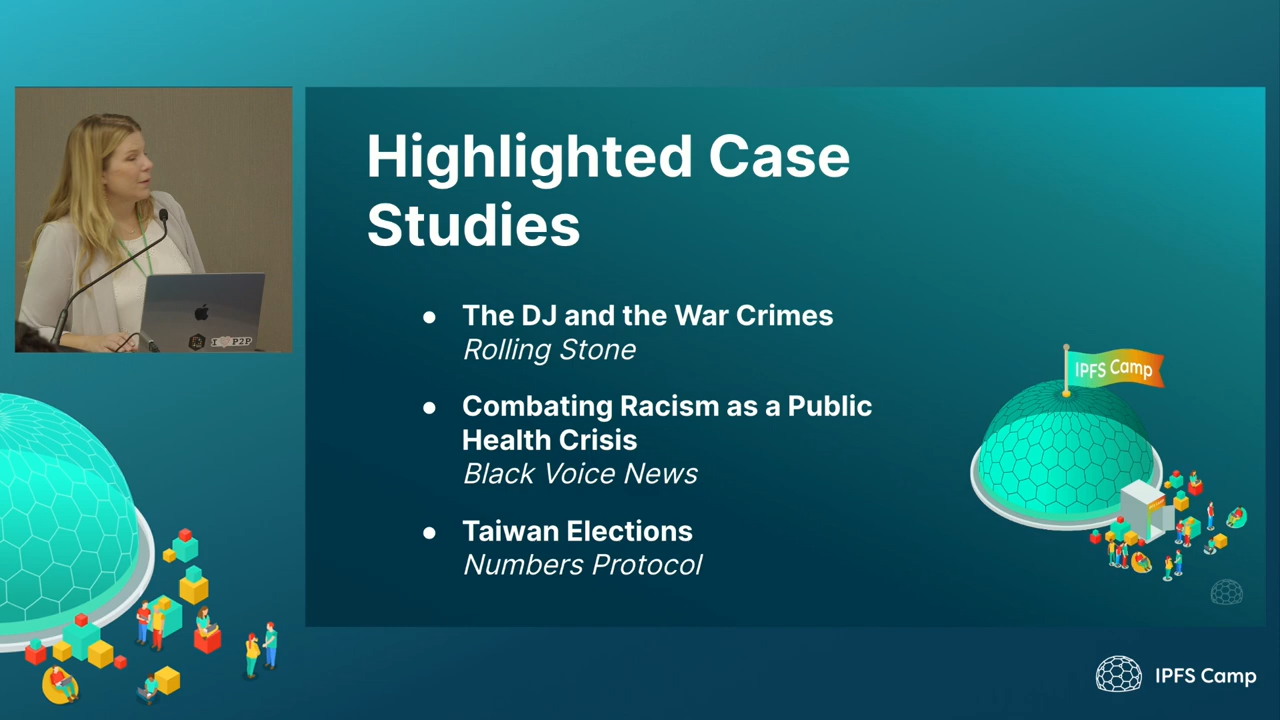 Highlighted Case
Studies
● The DJ and the War Crimes
Rolling Stone
● Combating Racism as a Public
Health Crisis
Black Voice News
● Taiwan Elections
Numbers Protocol
IPFS Camp
I P2P
IPFS Camp